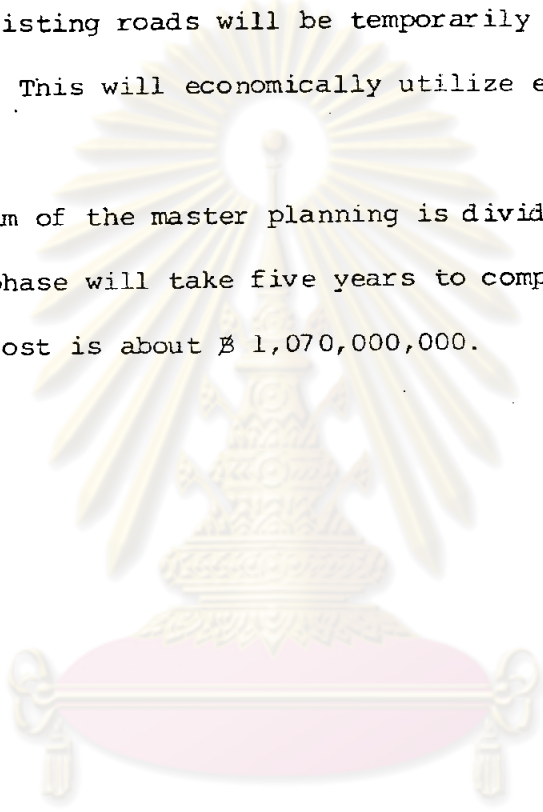 isting roads will be temporarily
This will economically utilize e
m of the master planning is divid
phase will take five years to comp
ost is about ฿ 1,070,000,000.